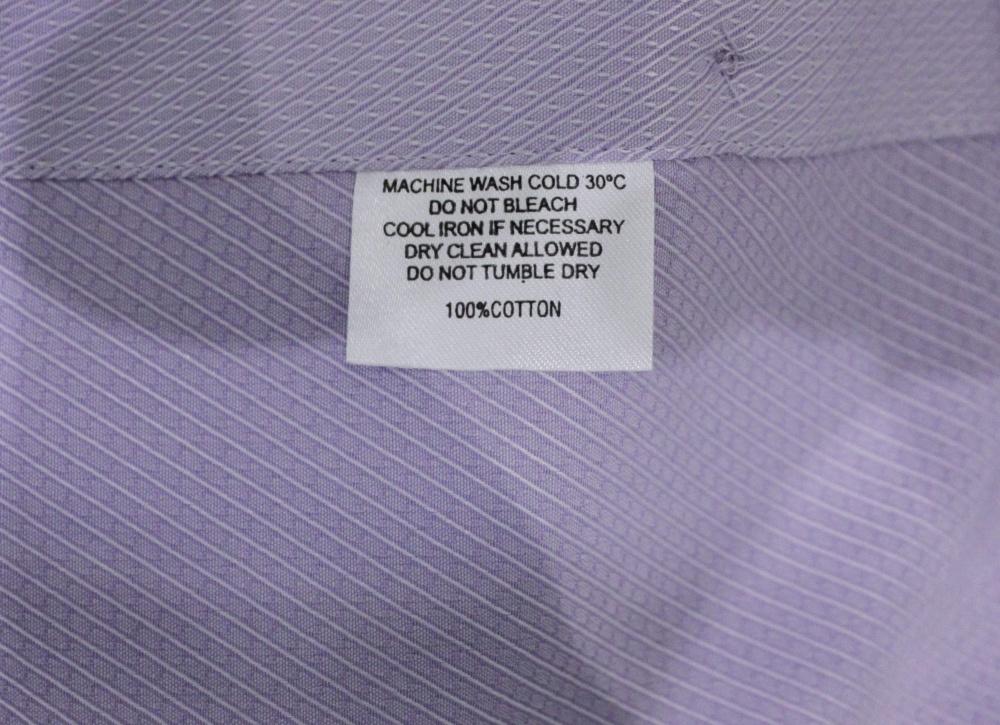 MACHINE WASH COLD 30°C
DO NOT BLEACH
COOL IRON IF NECESSARY
DRY CLEAN ALLOWED
DO NOT TUMBLE DRY
100%COTTON